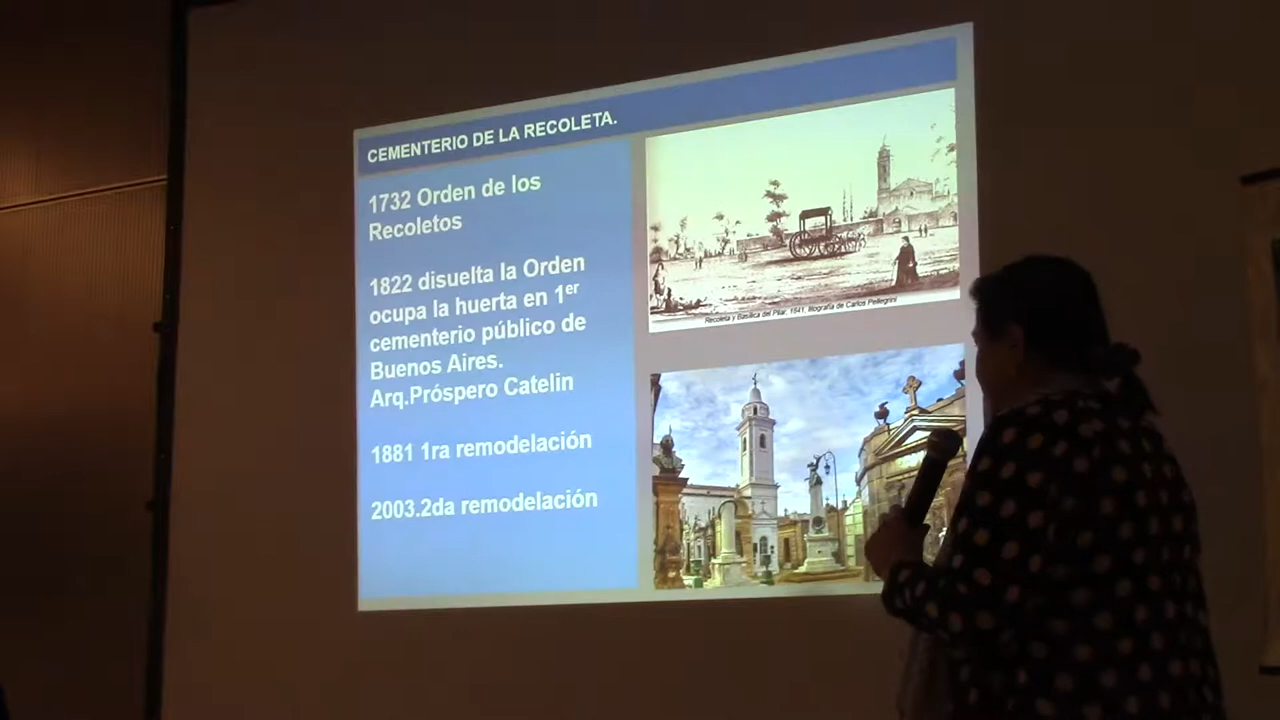 CEMENTERIO DE LA RECOLETA.
1732 Orden de los
Recoletos
1822 disuelta la Orden
ocupa la huerta en 1er
cementerio público de
Buenos Aires.
Arq.Próspero Catelin
1881 1ra remodelación
2003.2da remodelación
Recoleta y Basílica del Pilar, 1841, litografía de Carlos Pellegrini